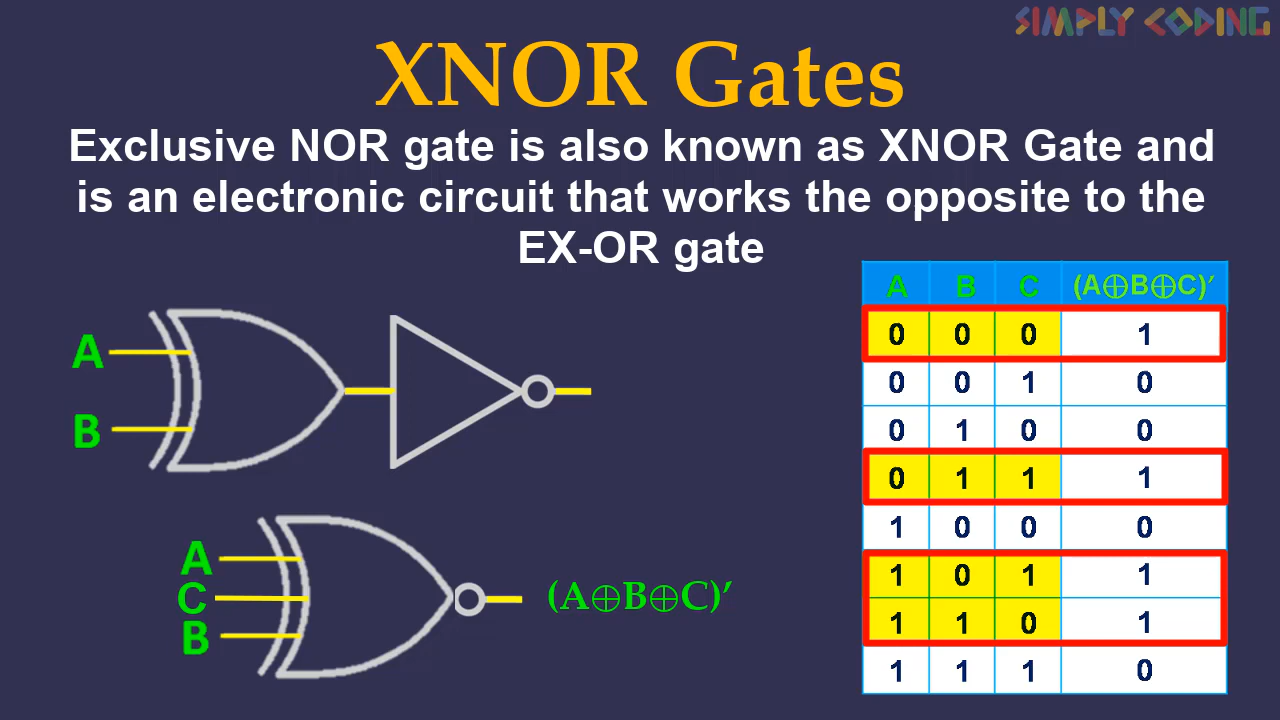 SIMPLY CODING
XNOR Gates
Exclusive NOR gate is also known as XNOR Gate and
is an electronic circuit that works the opposite to the
EX-OR gate
A
B
A
C
B
(A⊕B⊕C)′
A B C (A⊕B⊕C)′
0 0 0 1
0 0 1 0
0 1 0 0
0 1 1 1
1 0 0 0
1 0 1 1
1 1 0 1
1 1 1 0